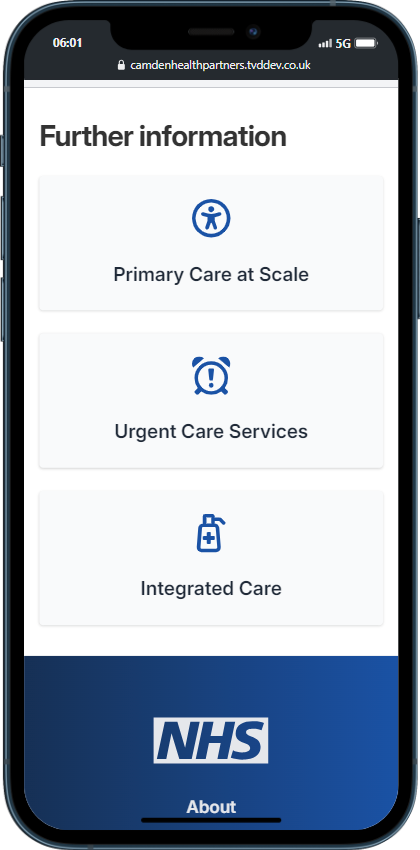 06:01
5G
camdenhealthpartners.tvddev.co.uk
Further information
Primary Care at Scale
Urgent Care Services
Integrated Care
NHS
About